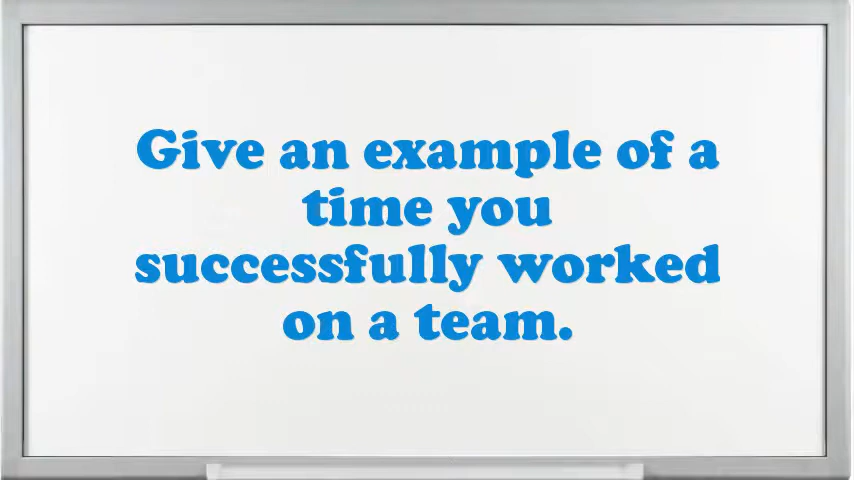 Give an example of a
time you
successfully worked
on a team.